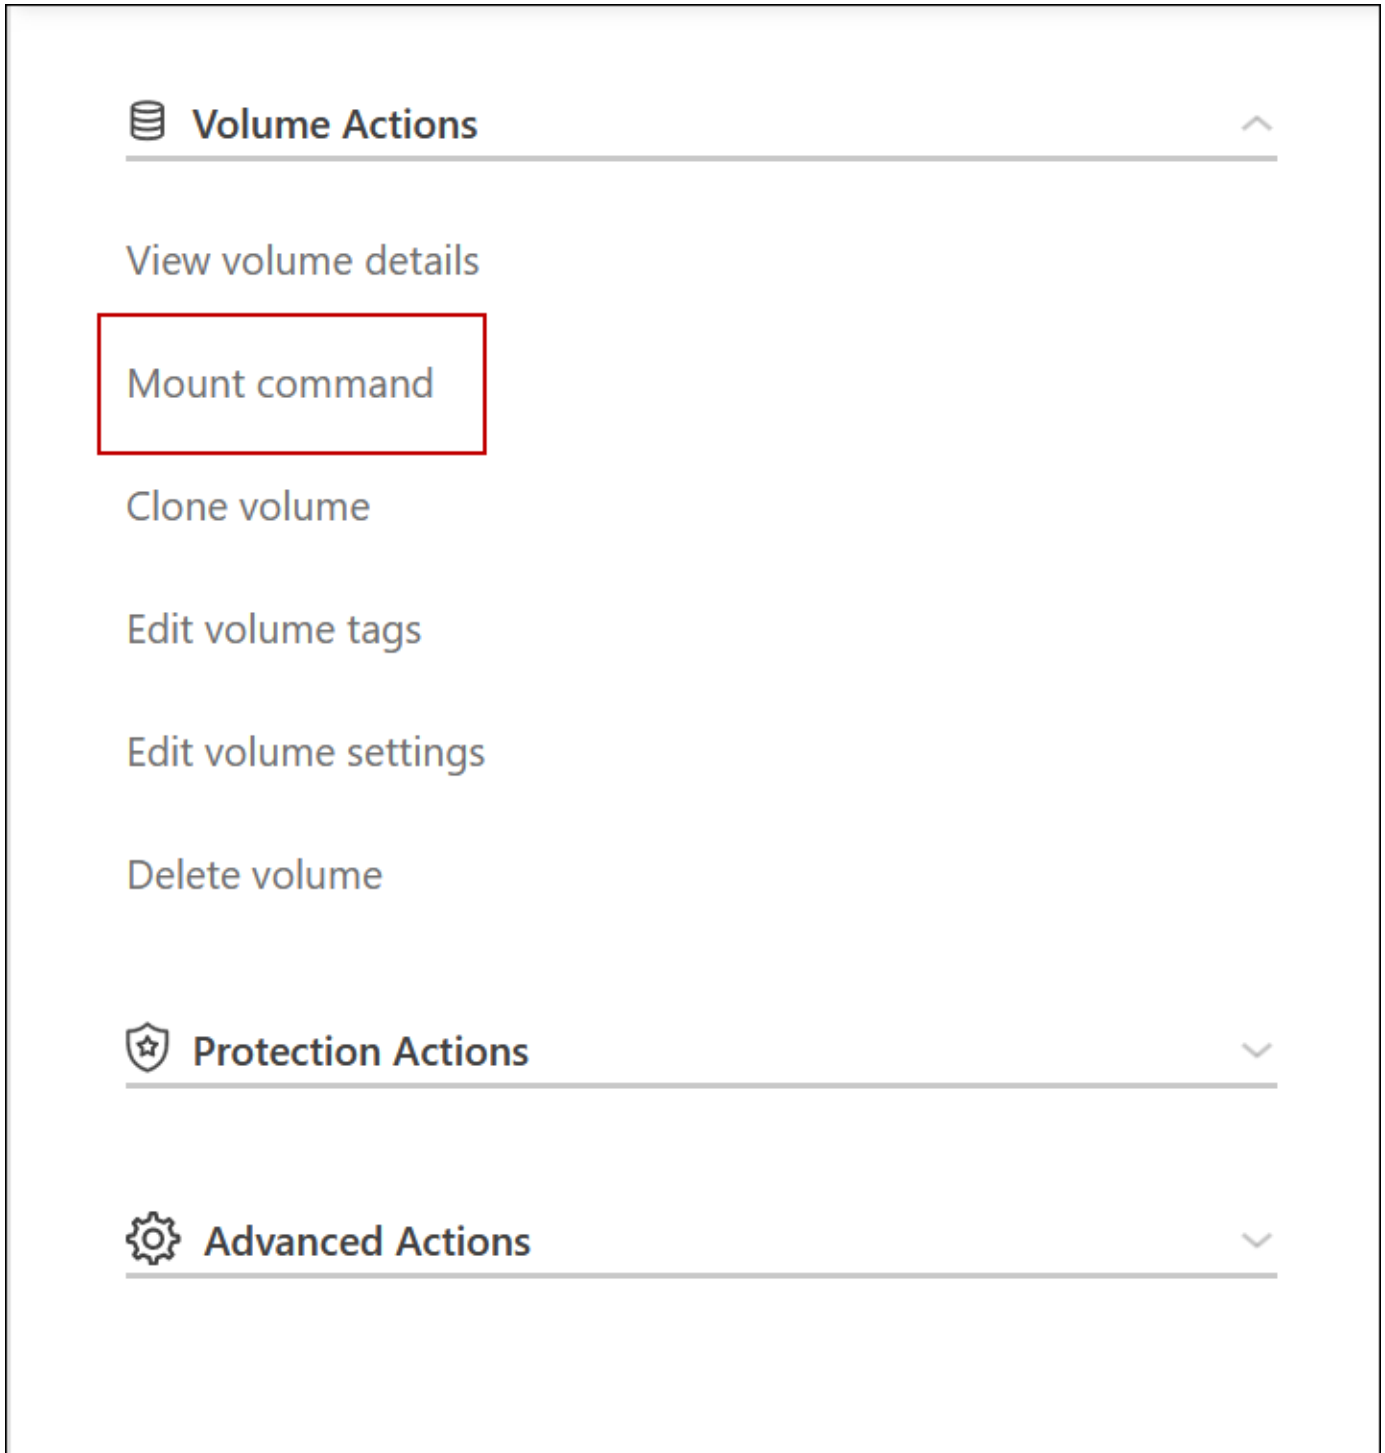 Volume Actions
View volume details
Mount command
Clone volume
Edit volume tags
Edit volume settings
Delete volume
Protection Actions
Advanced Actions